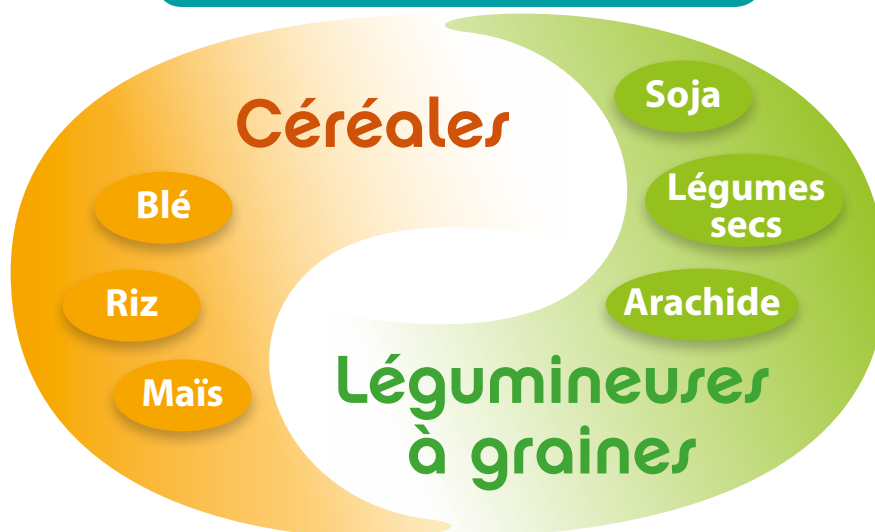 Céréales
Blé
Riz
Maïs
Soja
Légumes
secs
Arachide
Légumineuses
à graines